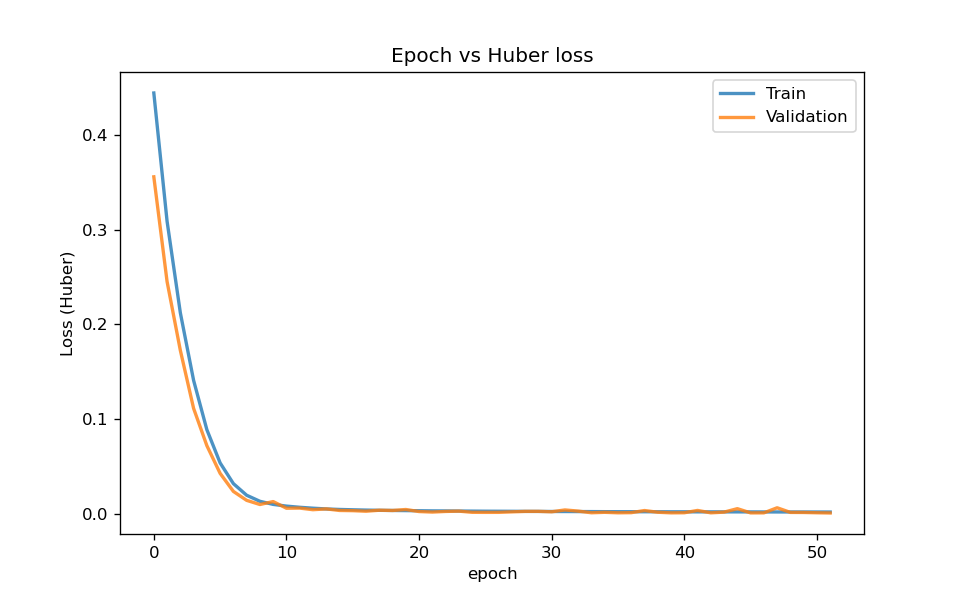 Epoch vs Huber loss
Train
Validation
Loss (Huber)
0.4
0.3
0.2
0.1
0.0
0 10 20 30 40 50
epoch